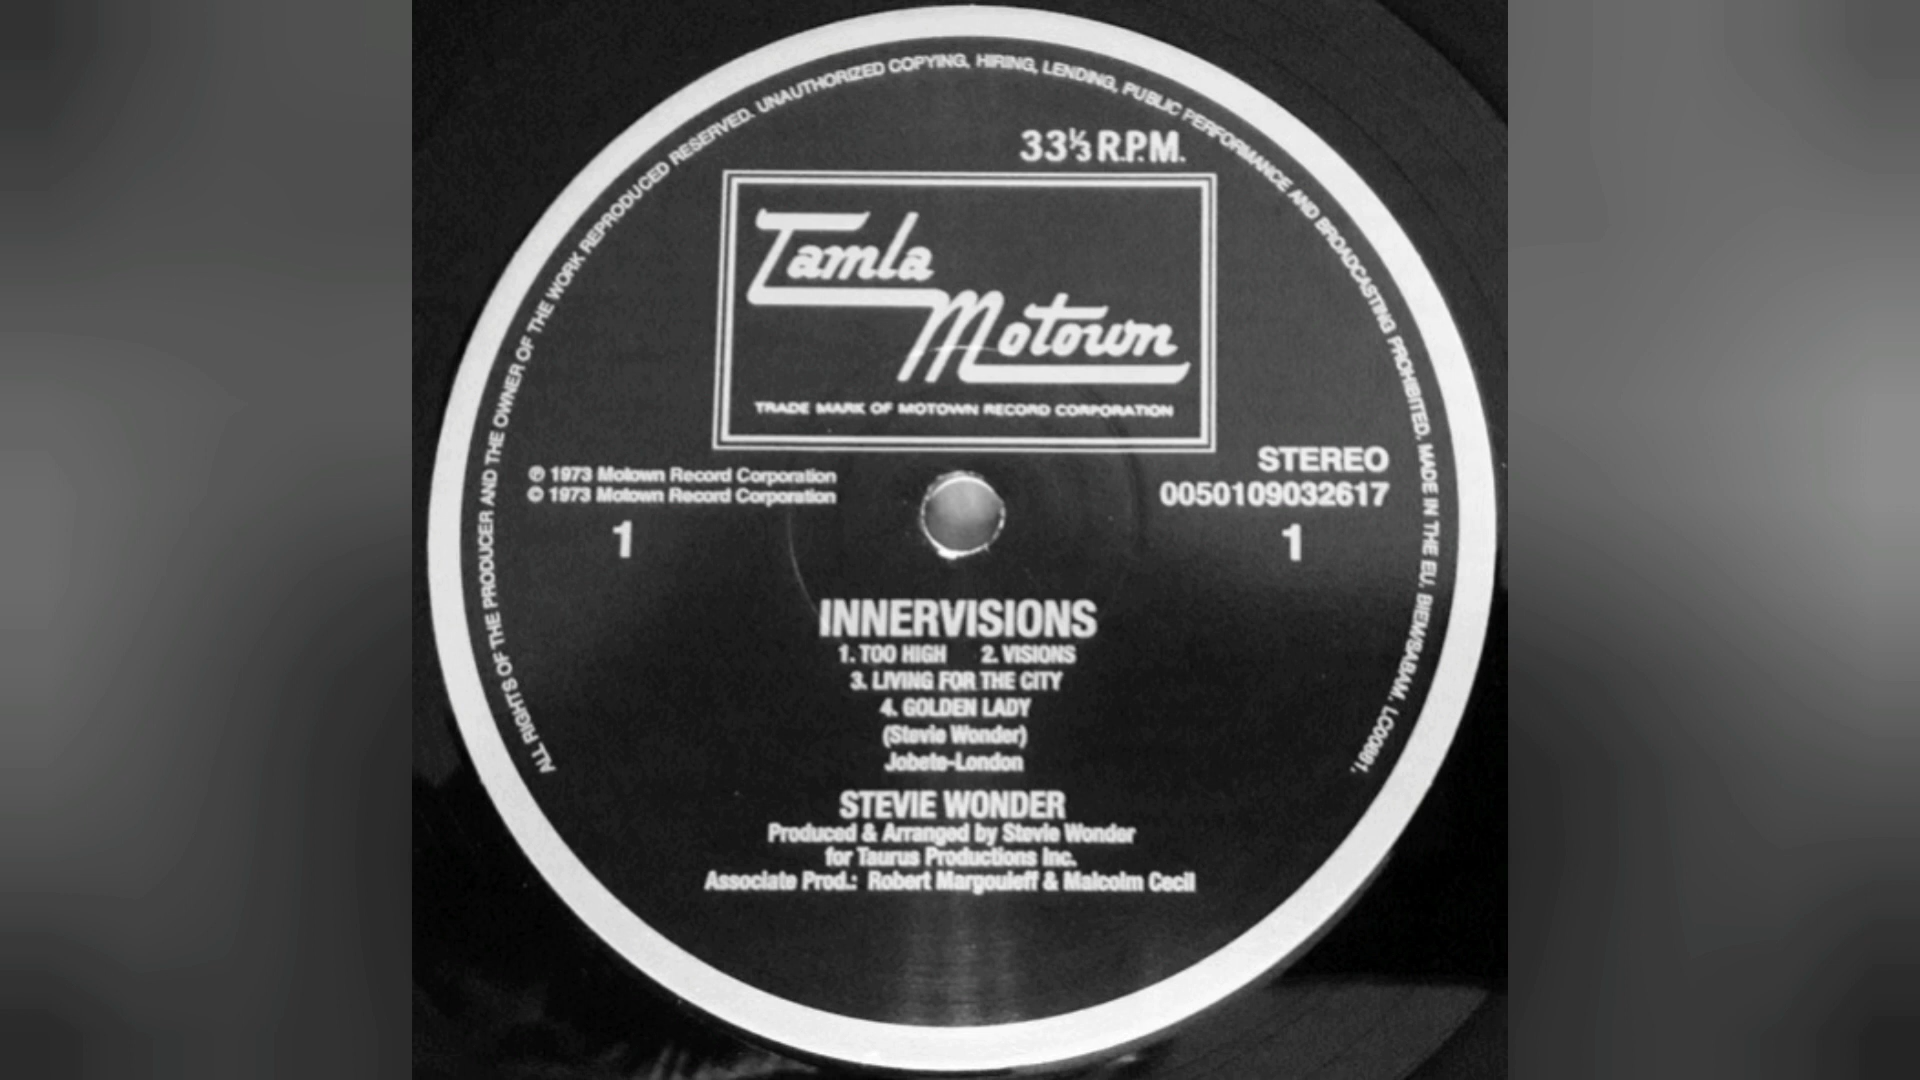 ALL RIGHTS OF THE PRODUCER AND THE OWNER OF THE WORK REPRODUCED RESERVED. UNAUTHORIZED COPYING, HIRING, LENDING, PUBLIC PERFORMANCE AND BROADCASTING PROHIBITED. MADE IN THE EU. BIEM/SABAM. LC00881.
33⅓ R.P.M.
Tamla
Motown
TRADE MARK OF MOTOWN RECORD CORPORATION
℗ 1973 Motown Record Corporation
© 1973 Motown Record Corporation
1
STEREO
0050109032617
1
INNERVISIONS
1. TOO HIGH 2. VISIONS
3. LIVING FOR THE CITY
4. GOLDEN LADY
(Stevie Wonder)
Jobete-London
STEVIE WONDER
Produced & Arranged by Stevie Wonder
for Taurus Productions Inc.
Associate Prod.: Robert Margouleff & Malcolm Cecil